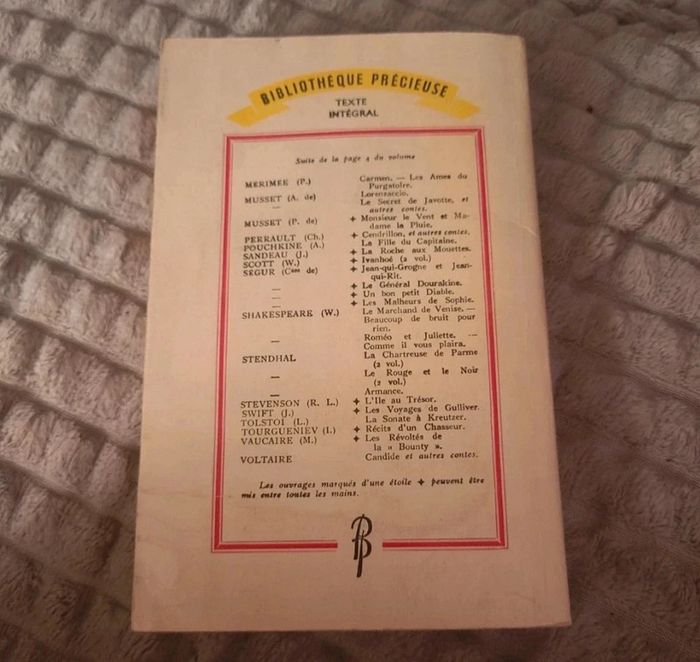 BIBLIOTHÈQUE PRÉCIEUSE
TEXTE
INTÉGRAL
Suite de la page 4 du volume
MERIMEE (P.) Carmen. — Les Ames du
Purgatoire.
MUSSET (A. de) Lorenzaccio.
— Le Secret de Javotte, et
autres contes.
MUSSET (P. de) ✦ Monsieur le Vent et Ma-
dame la Pluie.
PERRAULT (Ch.) ✦ Cendrillon, et autres contes.
POUCHKINE (A.) La Fille du Capitaine.
SANDEAU (J.) ✦ La Roche aux Mouettes.
SCOTT (W.) ✦ Ivanhoé (2 vol.)
SÉGUR (Csse de) ✦ Jean-qui-Grogne et Jean-
qui-Rit.
— ✦ Le Général Dourakine.
— ✦ Un bon petit Diable.
— ✦ Les Malheurs de Sophie.
SHAKESPEARE (W.) Le Marchand de Venise. —
Beaucoup de bruit pour
rien.
— Roméo et Juliette. —
Comme il vous plaira.
STENDHAL La Chartreuse de Parme
(2 vol.)
— Le Rouge et le Noir
(2 vol.)
— Armance.
STEVENSON (R. L.) ✦ L'Ile au Trésor.
SWIFT (J.) ✦ Les Voyages de Gulliver.
TOLSTOI (L.) La Sonate à Kreutzer.
TOURGUENIEV (I.) ✦ Récits d'un Chasseur.
VAUCAIRE (M.) ✦ Les Révoltés de
la « Bounty ».
VOLTAIRE Candide et autres contes.
Les ouvrages marqués d'une étoile ✦ peuvent être
mis entre toutes les mains.
BP